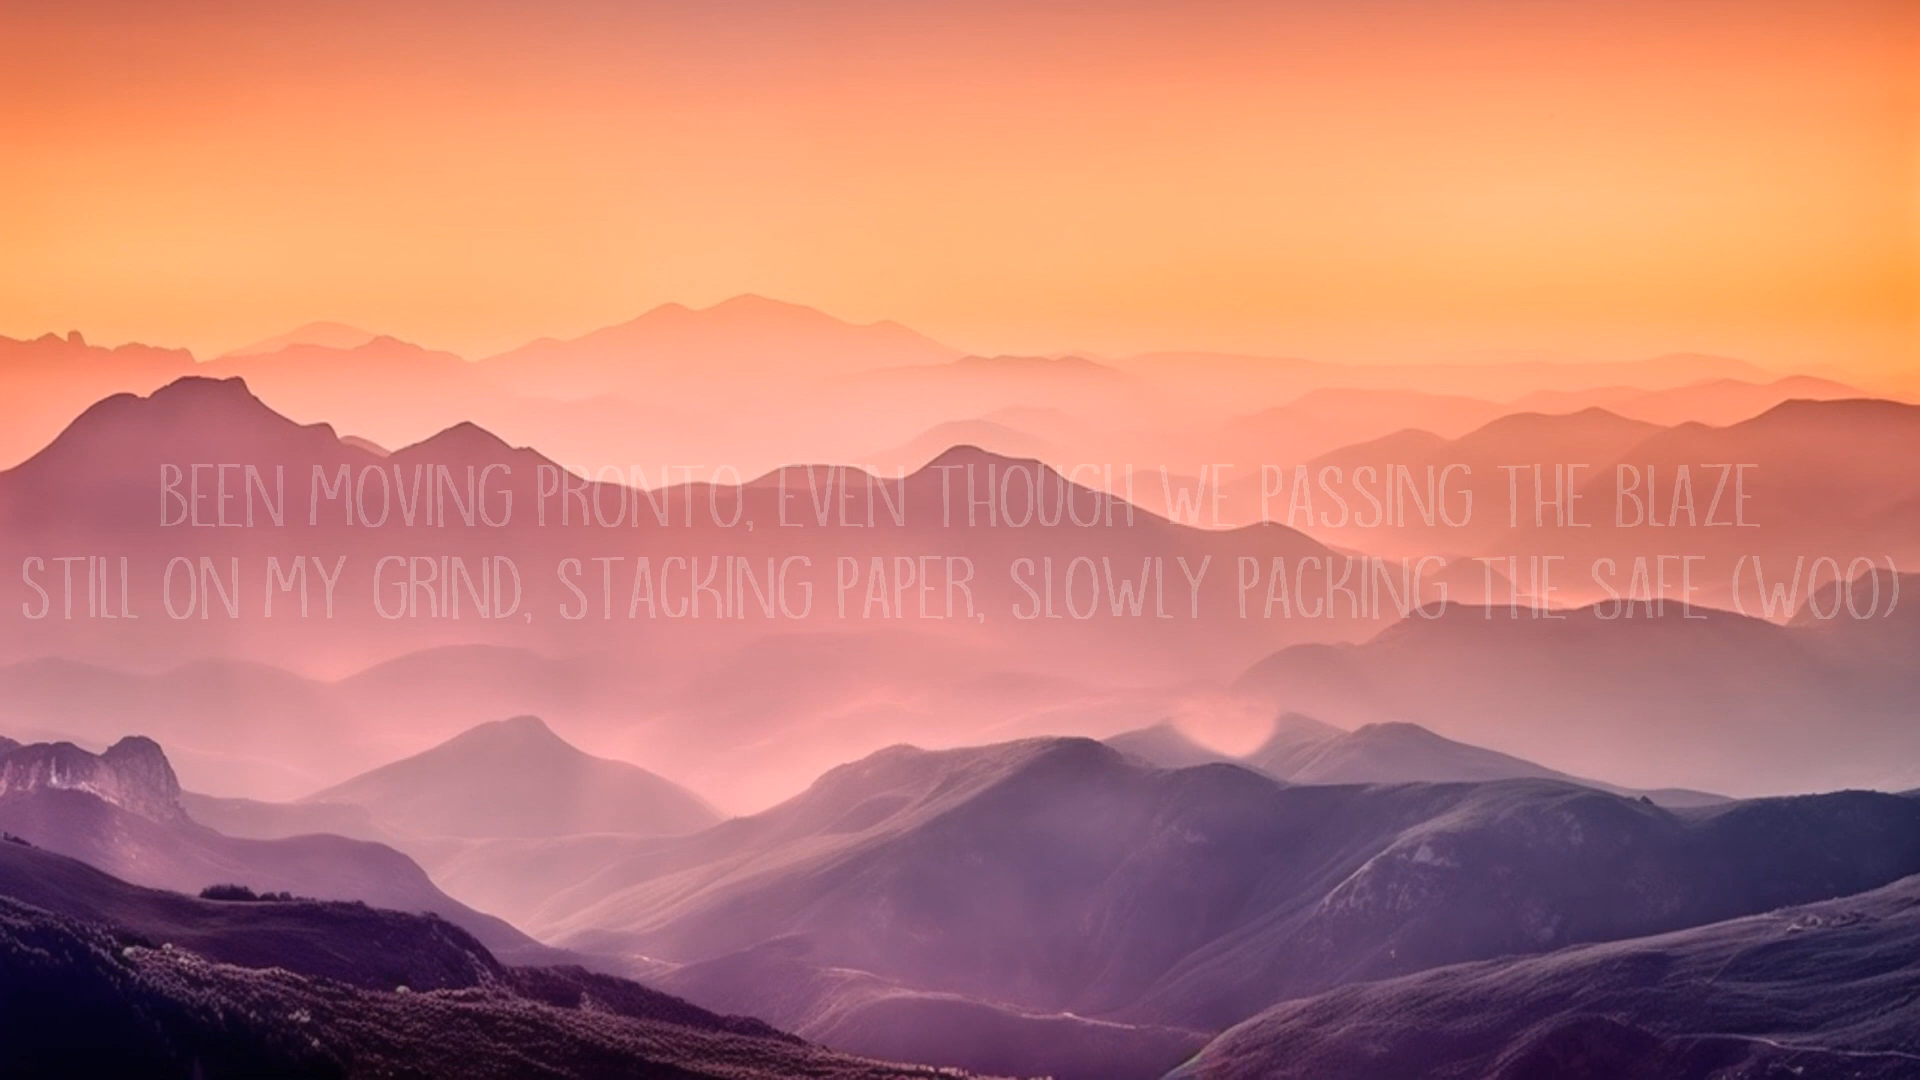 BEEN MOVING PRONTO, EVEN THOUGH WE PASSING THE BLAZE
STILL ON MY GRIND, STACKING PAPER, SLOWLY PACKING THE SAFE (WOO)